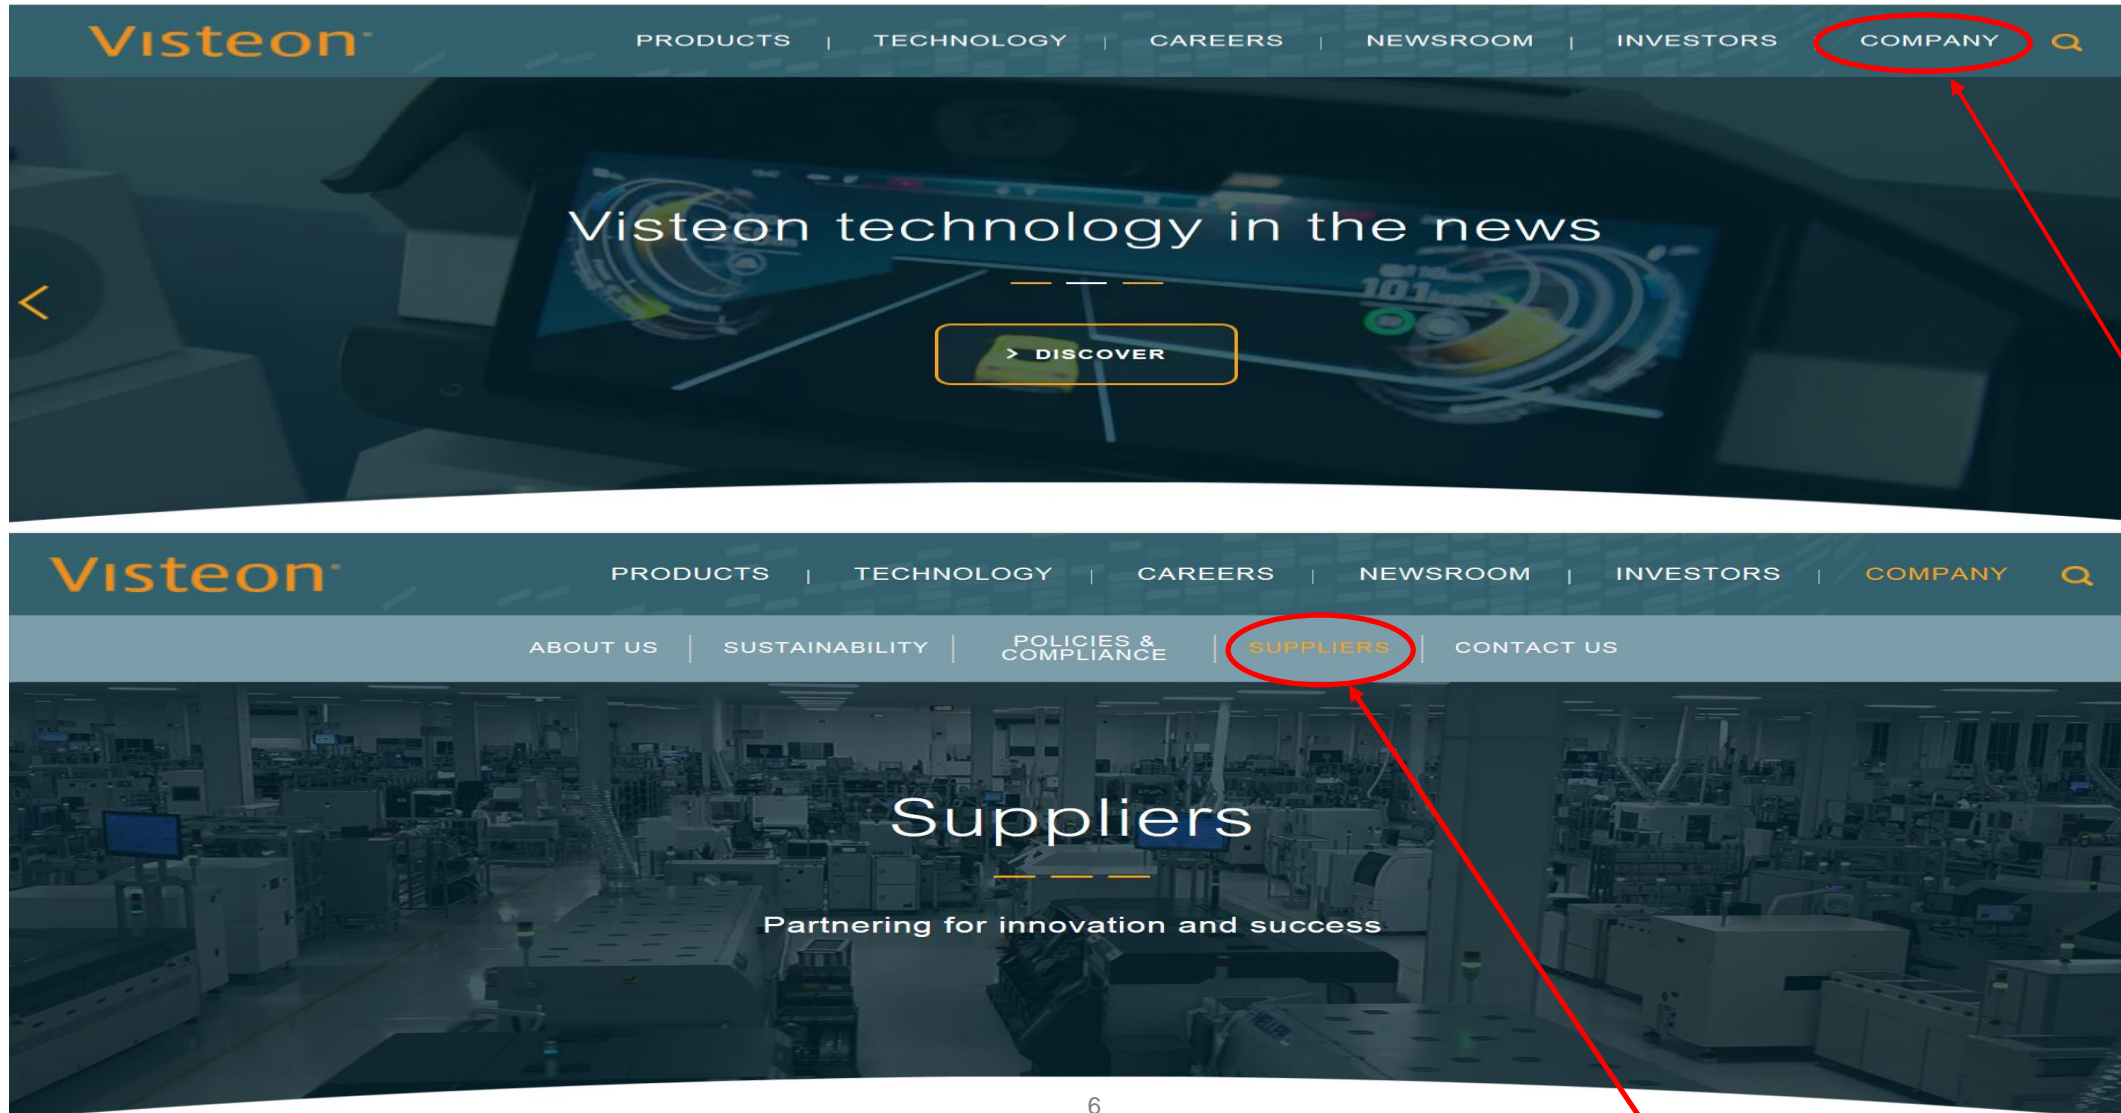 Visteon
PRODUCTS | TECHNOLOGY | CAREERS | NEWSROOM | INVESTORS | COMPANY
Visteon technology in the news
101
> DISCOVER
Visteon
PRODUCTS | TECHNOLOGY | CAREERS | NEWSROOM | INVESTORS | COMPANY
ABOUT US | SUSTAINABILITY | POLICIES & COMPLIANCE | SUPPLIERS | CONTACT US
Suppliers
Partnering for innovation and success
6